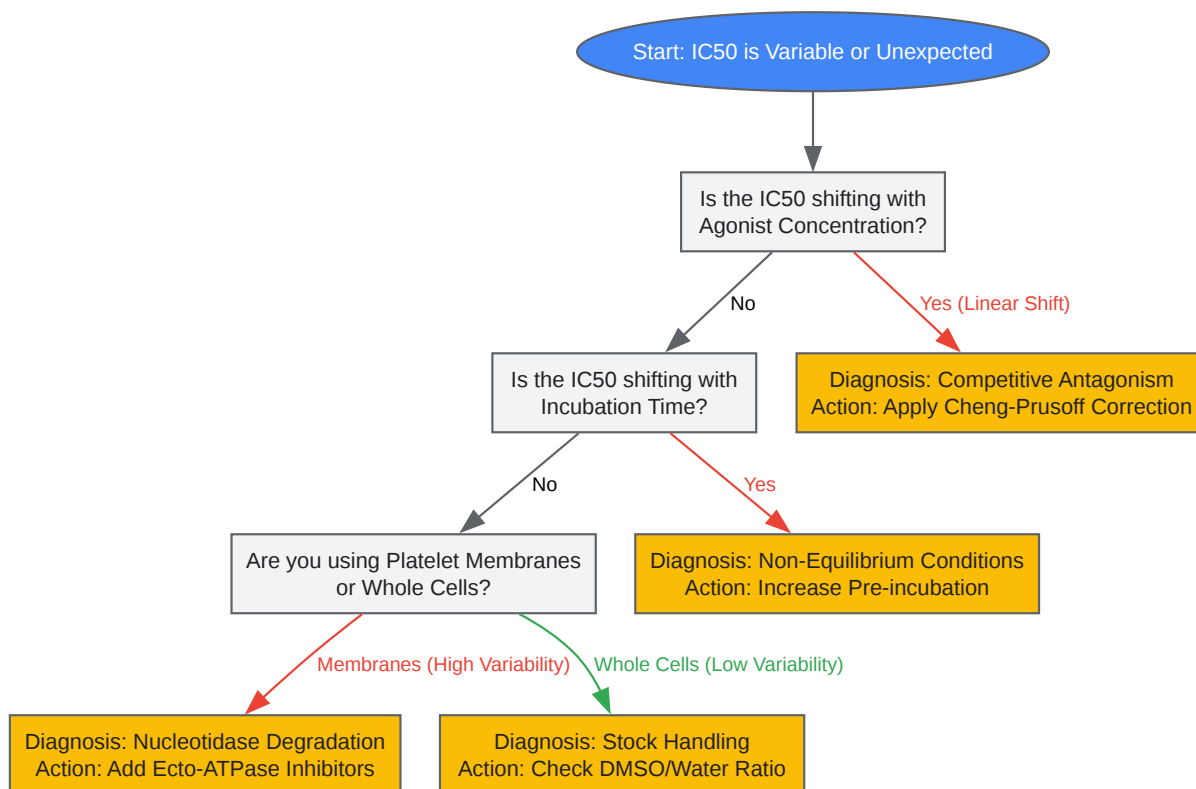 Start: IC50 is Variable or Unexpected
Is the IC50 shifting with
Agonist Concentration?
No
Yes (Linear Shift)
Is the IC50 shifting with
Incubation Time?
Diagnosis: Competitive Antagonism
Action: Apply Cheng-Prusoff Correction
No
Yes
Are you using Platelet Membranes
or Whole Cells?
Diagnosis: Non-Equilibrium Conditions
Action: Increase Pre-incubation
Membranes (High Variability)
Whole Cells (Low Variability)
Diagnosis: Nucleotidase Degradation
Action: Add Ecto-ATPase Inhibitors
Diagnosis: Stock Handling
Action: Check DMSO/Water Ratio